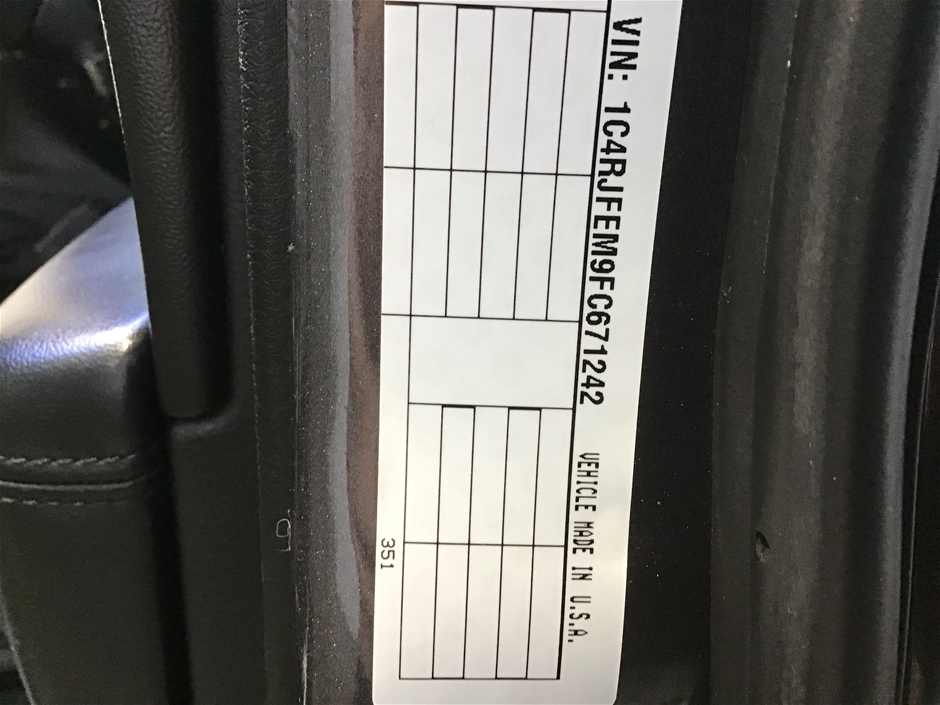 VIN: 1C4RJFEM9FC671242 VEHICLE MADE IN U.S.A.
351